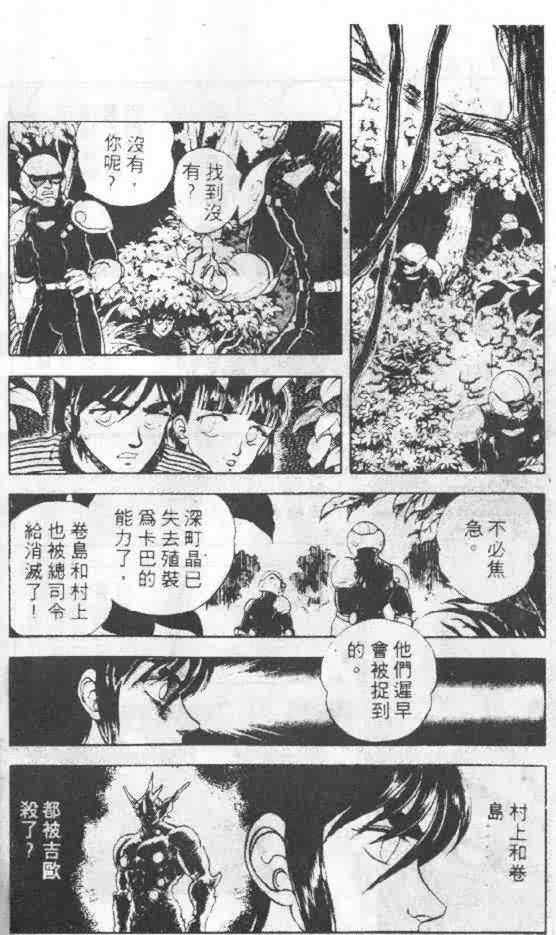 找到沒
有？
沒有，
你呢？
不必焦
急。
深町晶已
失去殖裝
為卡巴的
能力了，
卷島和村上
也被總司令
給消滅了！
他們遲早
會被捉到
的。
村上和卷
島
都被吉歐
殺了？